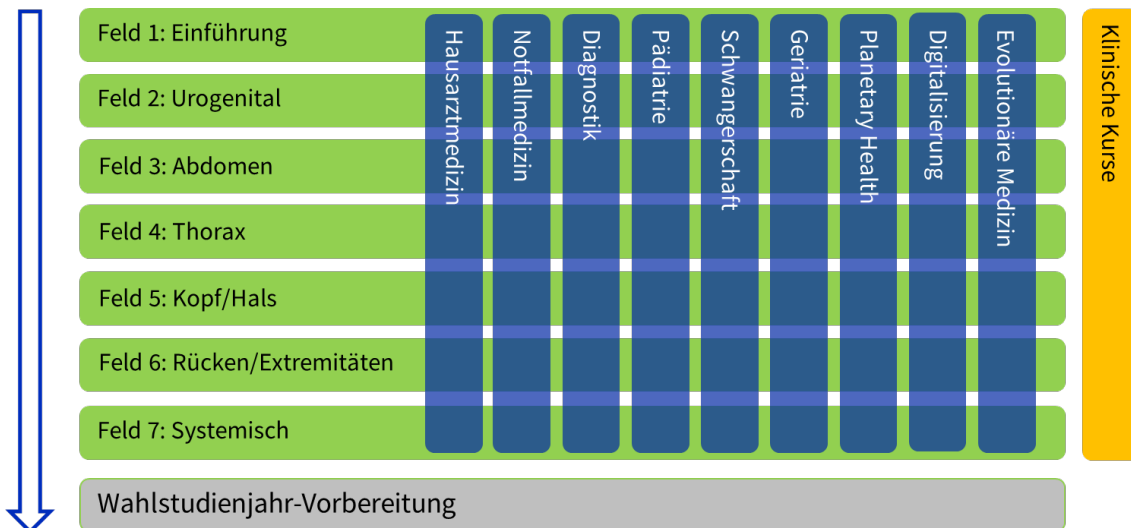 Feld 1: Einführung
Feld 2: Urogenital
Feld 3: Abdomen
Feld 4: Thorax
Feld 5: Kopf/Hals
Feld 6: Rücken/Extremitäten
Feld 7: Systemisch
Hausarztmedizin
Notfallmedizin
Diagnostik
Pädiatrie
Schwangerschaft
Geriatrie
Planetary Health
Digitalisierung
Evolutionäre Medizin
Klinische Kurse
Wahlstudienjahr-Vorbereitung